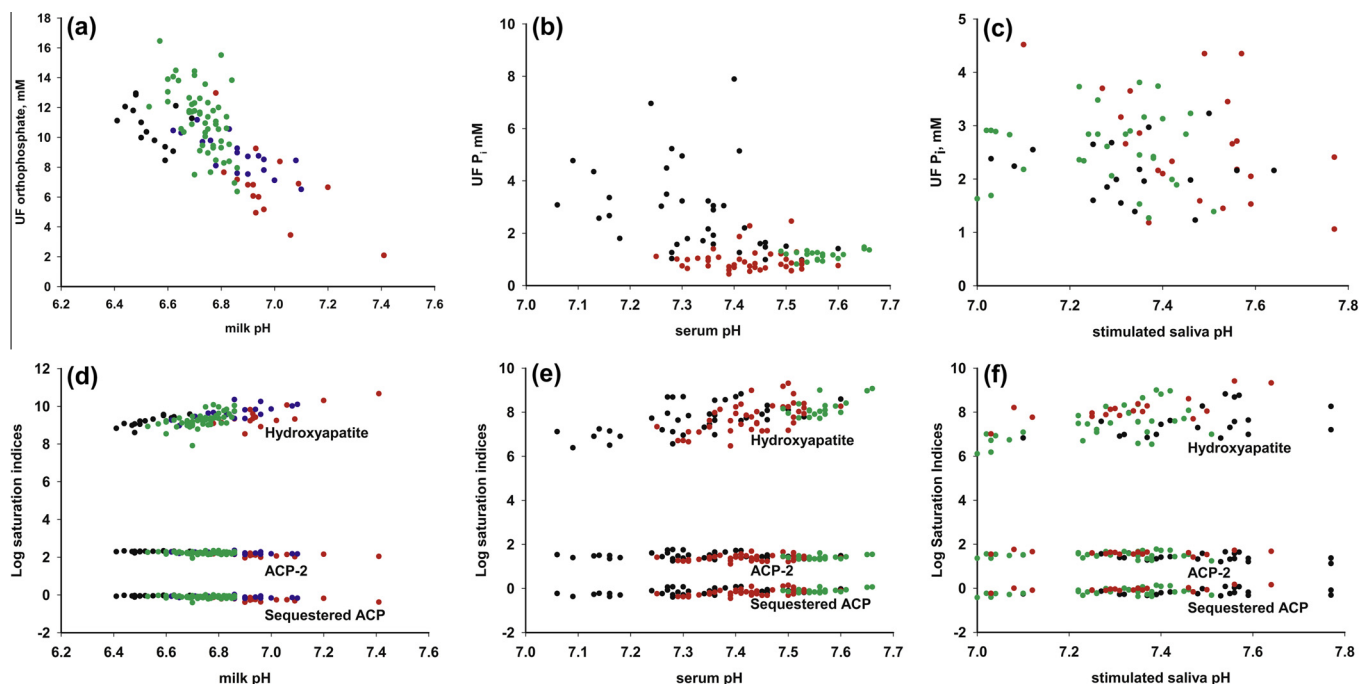 (a)
UF orthophosphate, mM
18
16
14
12
10
8
6
4
2
0
6.2 6.4 6.6 6.8 7.0 7.2 7.4 7.6
milk pH
(b)
UF Pi mM
10
8
6
4
2
0
7.0 7.1 7.2 7.3 7.4 7.5 7.6 7.7
serum pH
(c)
UF Pi, mM
5
4
3
2
1
0
7.0 7.2 7.4 7.6 7.8
stimulated saliva pH
(d)
Log saturation indices
12
10
8
6
4
2
0
-2
Hydroxyapatite
ACP-2
Sequestered ACP
6.2 6.4 6.6 6.8 7.0 7.2 7.4 7.6
milk pH
(e)
Log saturation indices
10
8
6
4
2
0
-2
Hydroxyapatite
ACP-2
Sequestered ACP
7.0 7.1 7.2 7.3 7.4 7.5 7.6 7.7
serum pH
(f)
Log Saturation Indices
10
8
6
4
2
0
-2
Hydroxyapatite
ACP-2
Sequestered ACP
7.0 7.2 7.4 7.6 7.8
stimulated saliva pH